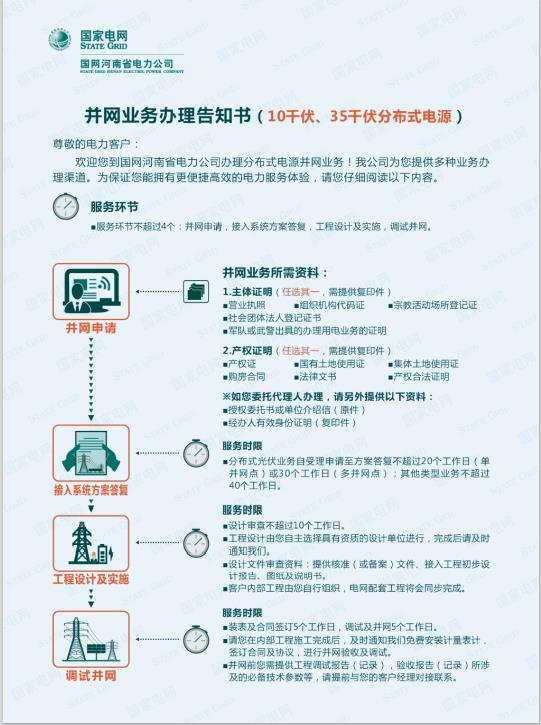 国家电网
STATE GRID
国网河南省电力公司
STATE GRID HENAN ELECTRIC POWER COMPANY
并网业务办理告知书（10千伏、35千伏分布式电源）
尊敬的电力客户：
欢迎您到国网河南省电力公司办理分布式电源并网业务！我公司为您提供多种业务办
理渠道。为保证您能拥有更便捷高效的电力服务体验，请您仔细阅读以下内容。
服务环节
■服务环节不超过4个：并网申请，接入系统方案答复，工程设计及实施，调试并网。
并网申请
并网业务所需资料：
1.主体证明（任选其一，需提供复印件）
■营业执照 ■组织机构代码证 ■宗教活动场所登记证
■社会团体法人登记证书
■军队或武警出具的办理用电业务的证明
2.产权证明（任选其一，需提供复印件）
■产权证 ■国有土地使用证 ■集体土地使用证
■购房合同 ■法律文书 ■产权合法证明
※如您委托代理人办理，请另外提供以下资料：
■授权委托书或单位介绍信（原件）
■经办人有效身份证明（复印件）
接入系统方案答复
服务时限
■分布式光伏业务自受理申请至方案答复不超过20个工作日（单
并网点）或30个工作日（多并网点）；其他类型业务不超过
40个工作日。
工程设计及实施
服务时限
■设计审查不超过10个工作日。
■工程设计由您自主选择具有资质的设计单位进行，完成后请及时
通知我们。
■设计文件审查资料：提供核准（或备案）文件、接入工程初步设
计报告、图纸及说明书。
■客户内部工程由您自行组织，电网配套工程将会同步完成。
调试并网
服务时限
■装表及合同签订5个工作日，调试及并网5个工作日。
■请您在内部工程施工完成后，及时通知我们免费安装计量表计，
签订合同及协议，进行并网验收及调试。
■并网前您需提供工程调试报告（记录），验收报告（记录）所涉
及的必备技术参数等，请提前与您的客户经理对接联系。